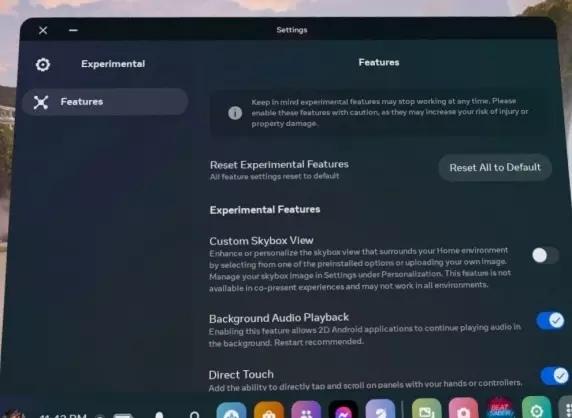 Settings
Experimental
Features
Features
Keep in mind experimental features may stop working at any time. Please
enable these features with caution, as they may increase your risk of injury or
property damage.
Reset Experimental Features
All feature settings reset to default
Reset All to Default
Experimental Features
Custom Skybox View
Enhance or personalize the skybox view that surrounds your Home environment
by selecting from one of the preinstalled options or uploading your own image.
Manage your skybox image in Settings under Personalization. This feature is not
available in co-present experiences and may not work in all environments.
Background Audio Playback
Enabling this feature allows 2D Android applications to continue playing audio in
the background. Restart recommended.
Direct Touch
Add the ability to directly tap and scroll on panels with your hands or controllers.
BEAT
SABER